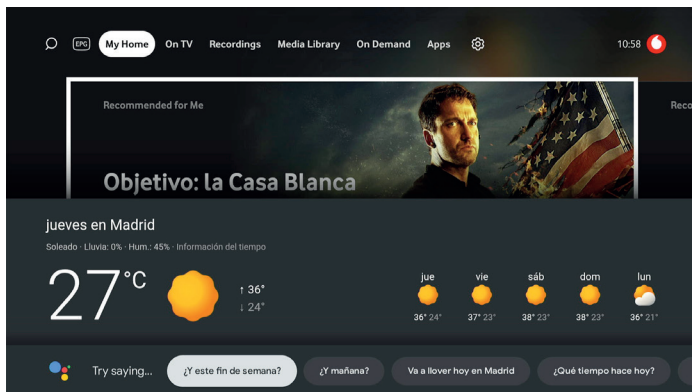 EPG My Home On TV Recordings Media Library On Demand Apps 10:58
Recommended for Me Reco
Objetivo: la Casa Blanca
jueves en Madrid
Soleado · Lluvia: 0% · Hum.: 45% · Información del tiempo
27°C
↑ 36°
↓ 24°
jue vie sáb dom lun
36° 24° 37° 23° 38° 23° 38° 23° 36° 21°
Try saying... ¿Y este fin de semana? ¿Y mañana? Va a llover hoy en Madrid ¿Qué tiempo hace hoy?